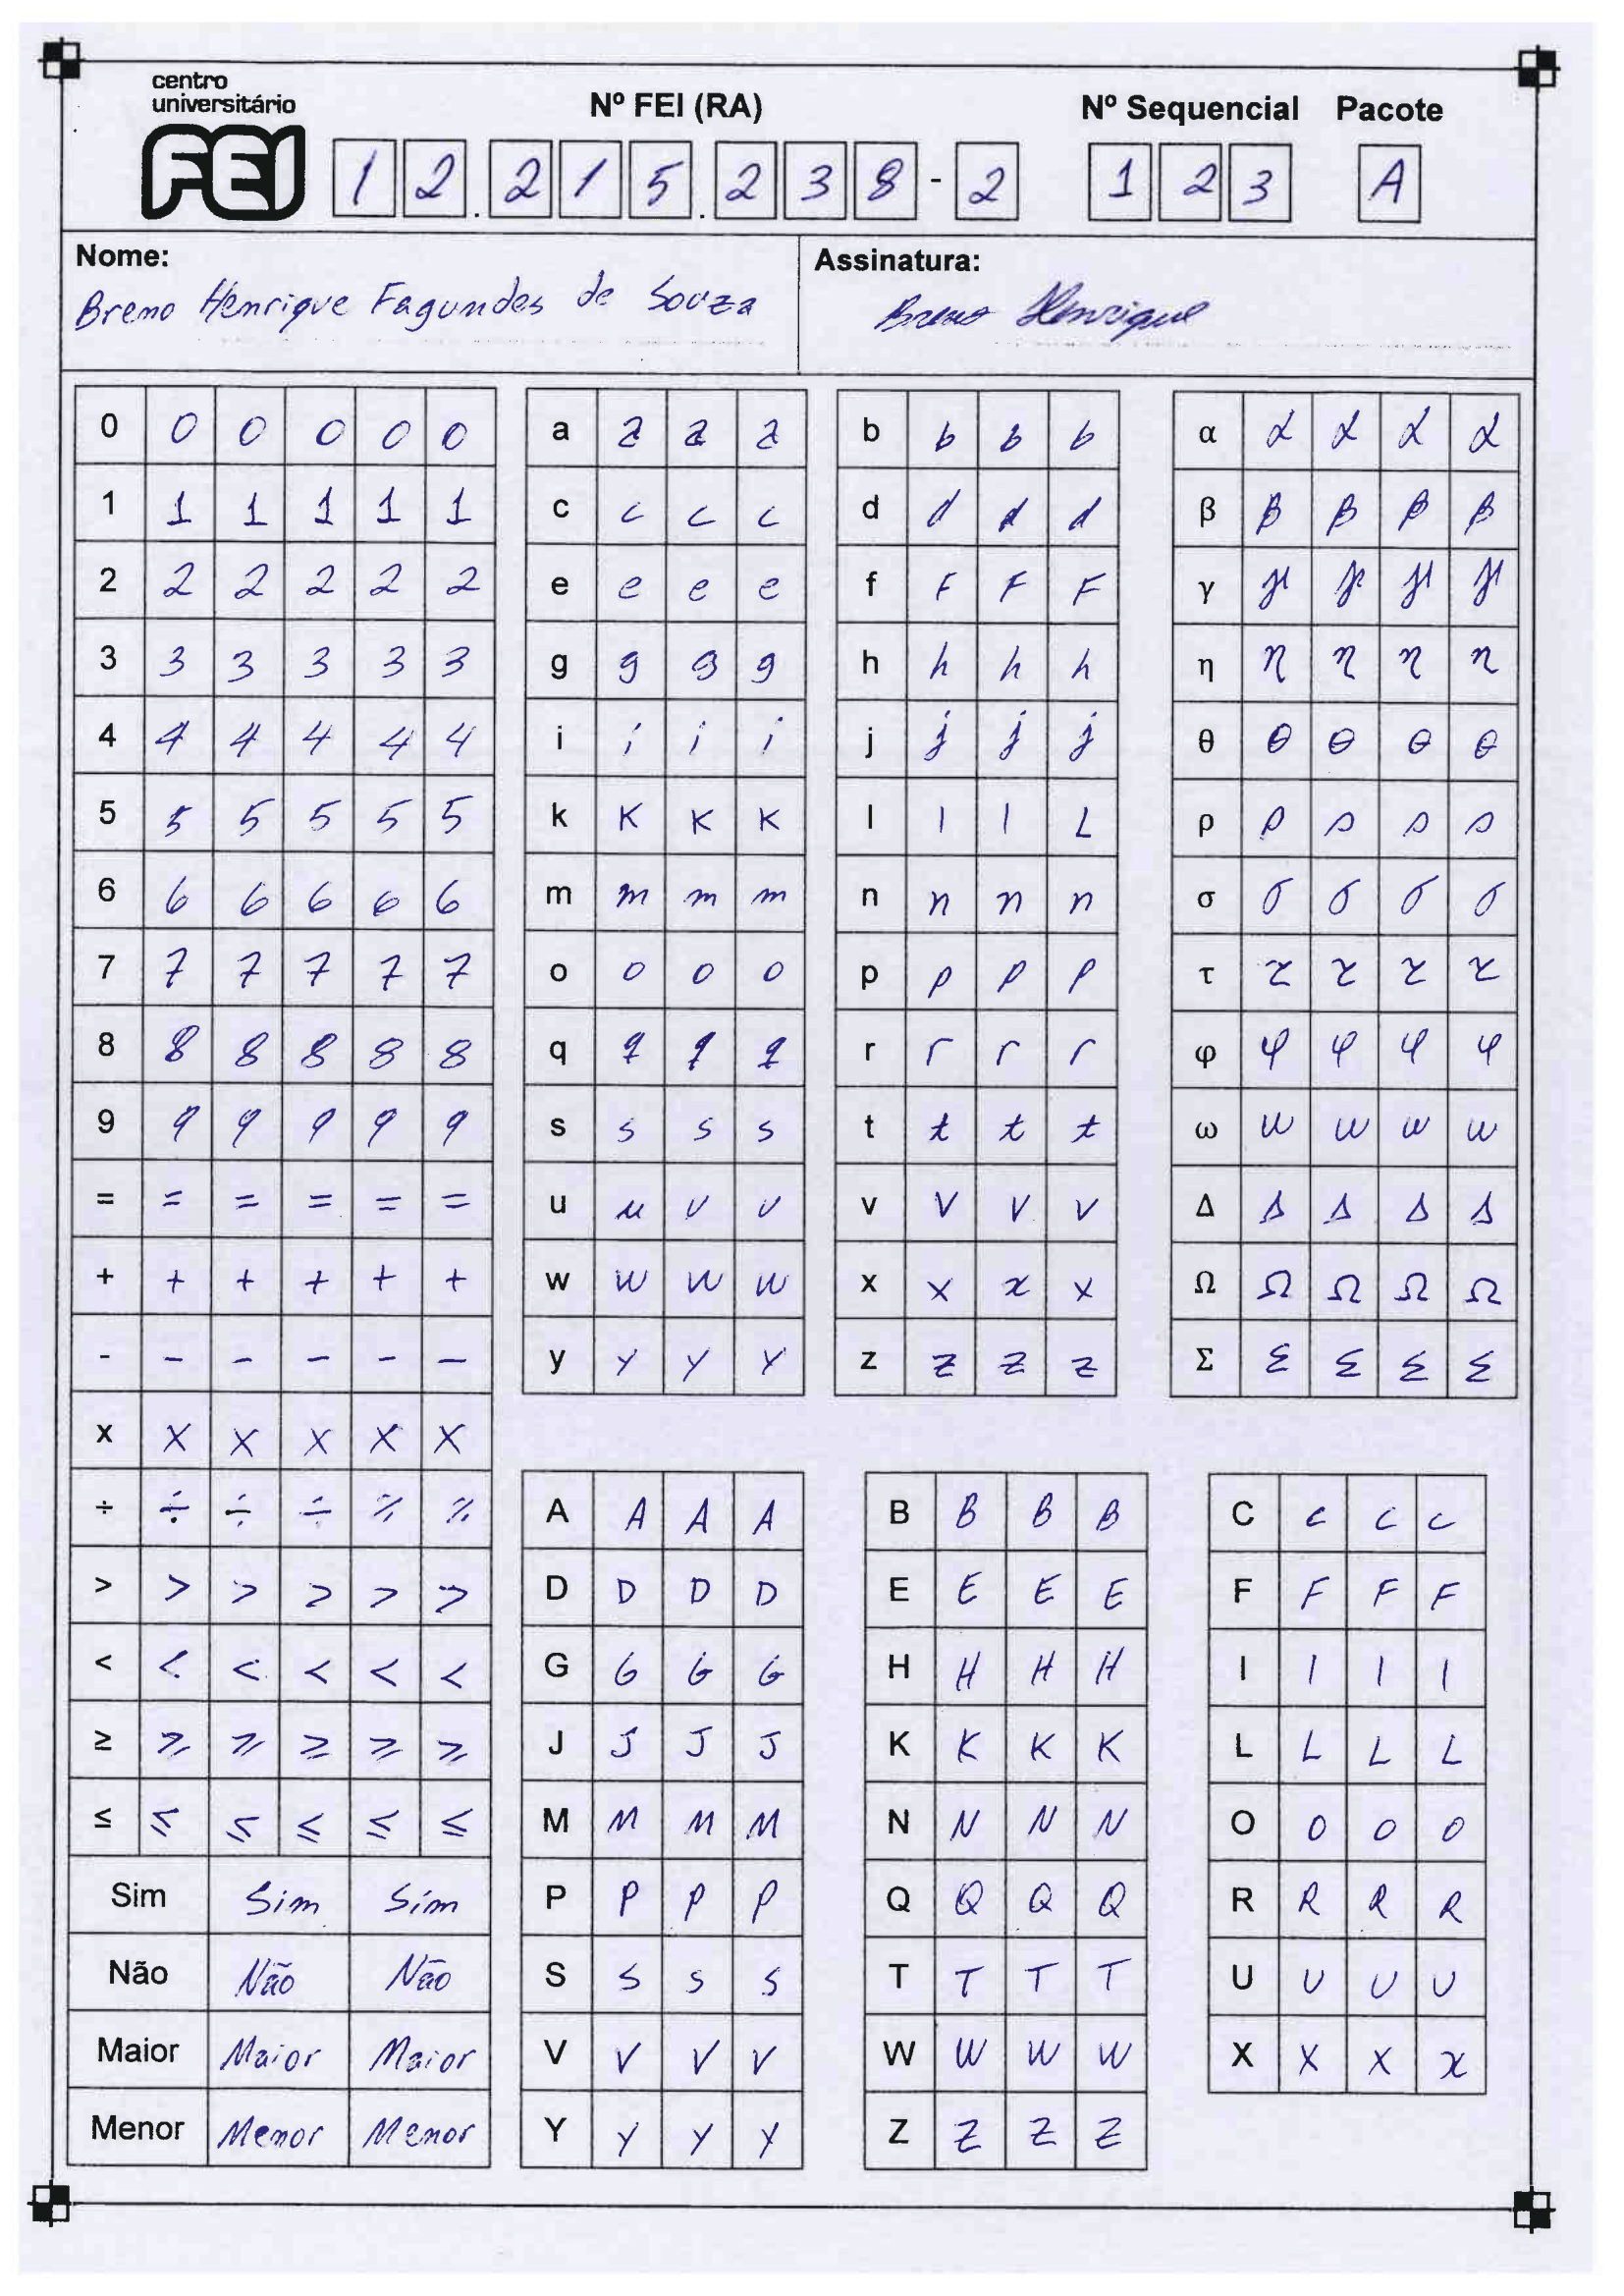 centro
universitário
FEI
Nº FEI (RA)
Nº Sequencial
Pacote
1 2 . 2 1 5 . 2 3 8 - 2
1 2 3
A
Nome:
Breno Henrique Fagundes de Souza
Assinatura:
Breno Henrique
0 0 0 0 0 0
1 1 1 1 1 1
2 2 2 2 2 2
3 3 3 3 3 3
4 4 4 4 4 4
5 5 5 5 5 5
6 6 6 6 6 6
7 7 7 7 7 7
8 8 8 8 8 8
9 9 9 9 9 9
= = = = = =
+ + + + + +
- - - - - -
x x x x x x
÷ ÷ ÷ ÷ ÷ ÷
> > > > > >
< < < < < <
≥ ≥ ≥ ≥ ≥ ≥
≤ ≤ ≤ ≤ ≤ ≤
Sim Sim Sim
Não Não Não
Maior Maior Maior
Menor Menor Menor
a a a a
c c c c
e e e e
g g g g
i i i i
k K K K
m m m m
o o o o
q q q q
s s s s
u u u u
w w w w
y y y y
b b b b
d d d d
f F F F
h h h h
j j j j
l l l L
n n n n
p p p p
r r r r
t t t t
v v v v
x x x x
z z z z
α α α α α
β β β β β
γ γ γ γ γ
η η η η η
θ θ θ θ θ
ρ ρ ρ ρ ρ
σ σ σ σ σ
τ τ τ τ τ
φ φ φ φ φ
ω ω ω ω ω
Δ Δ Δ Δ Δ
Ω Ω Ω Ω Ω
Σ Σ Σ Σ Σ
A A A A
D D D D
G G G G
J J J J
M M M M
P P P P
S S S S
V V V V
Y Y Y Y
B B B B
E E E E
H H H H
K K K K
N N N N
Q Q Q Q
T T T T
W W W W
Z Z Z Z
C C C C
F F F F
I I I I
L L L L
O O O O
R R R R
U U U U
X X X x